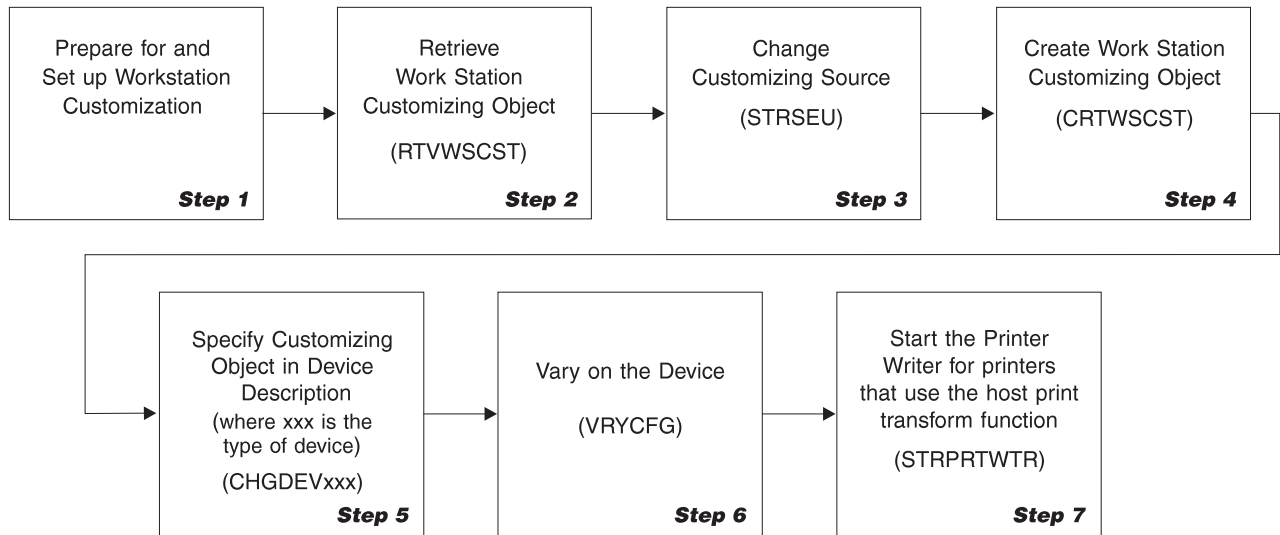 Prepare for and
Set up Workstation
Customization
Step 1
Retrieve
Work Station
Customizing Object
(RTVWSCST)
Step 2
Change
Customizing Source
(STRSEU)
Step 3
Create Work Station
Customizing Object
(CRTWSCST)
Step 4
Specify Customizing
Object in Device
Description
(where xxx is the
type of device)
(CHGDEVxxx)
Step 5
Vary on the Device
(VRYCFG)
Step 6
Start the Printer
Writer for printers
that use the host print
transform function
(STRPRTWTR)
Step 7